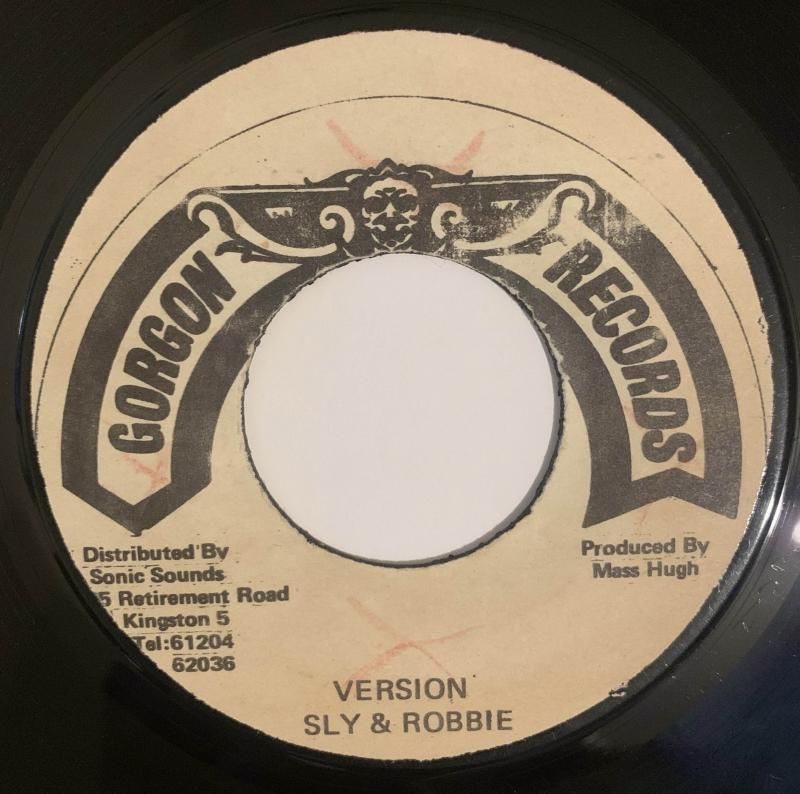 GORGON RECORDS
Distributed By
Sonic Sounds
5 Retirement Road
Kingston 5
Tel:61204
62036
Produced By
Mass Hugh
VERSION
SLY & ROBBIE